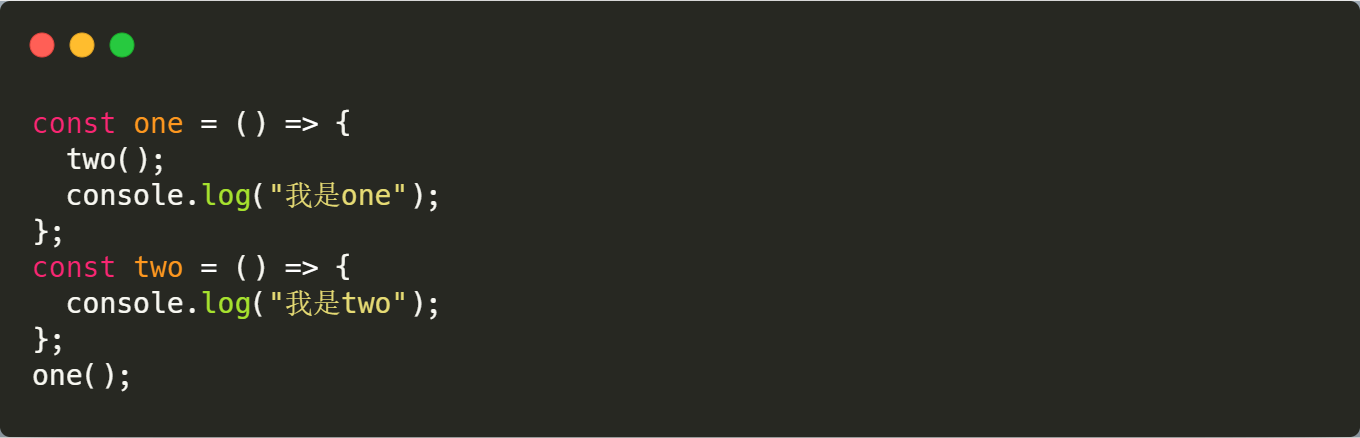 const one = () => {
  two();
  console.log("我是one");
};
const two = () => {
  console.log("我是two");
};
one();